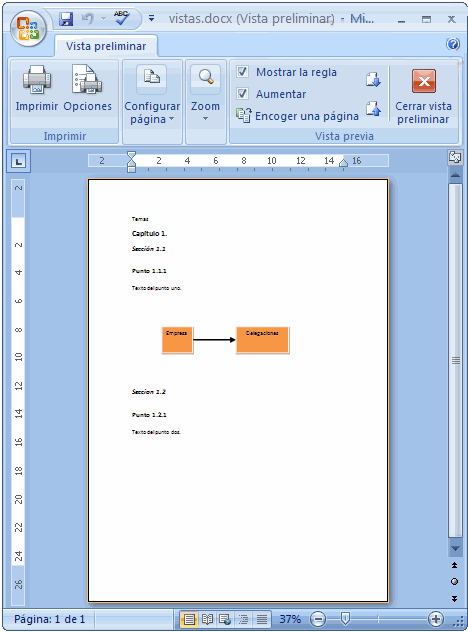 vistas.docx (Vista preliminar) - Mi...
Vista preliminar
Imprimir
Opciones
Configurar página
Zoom
Mostrar la regla
Aumentar
Encoger una página
Cerrar vista preliminar
Imprimir
Vista previa
2 2 4 6 8 10 12 14 16
2
2
4
6
8
10
12
14
16
18
20
22
24
26
Temas
Capitulo 1.
Sección 1.1
Punto 1.1.1
Texto del punto uno.
Empresa
Delegaciones
Seccion 1.2
Punto 1.2.1
Texto del punto dos.
Página: 1 de 1
37%